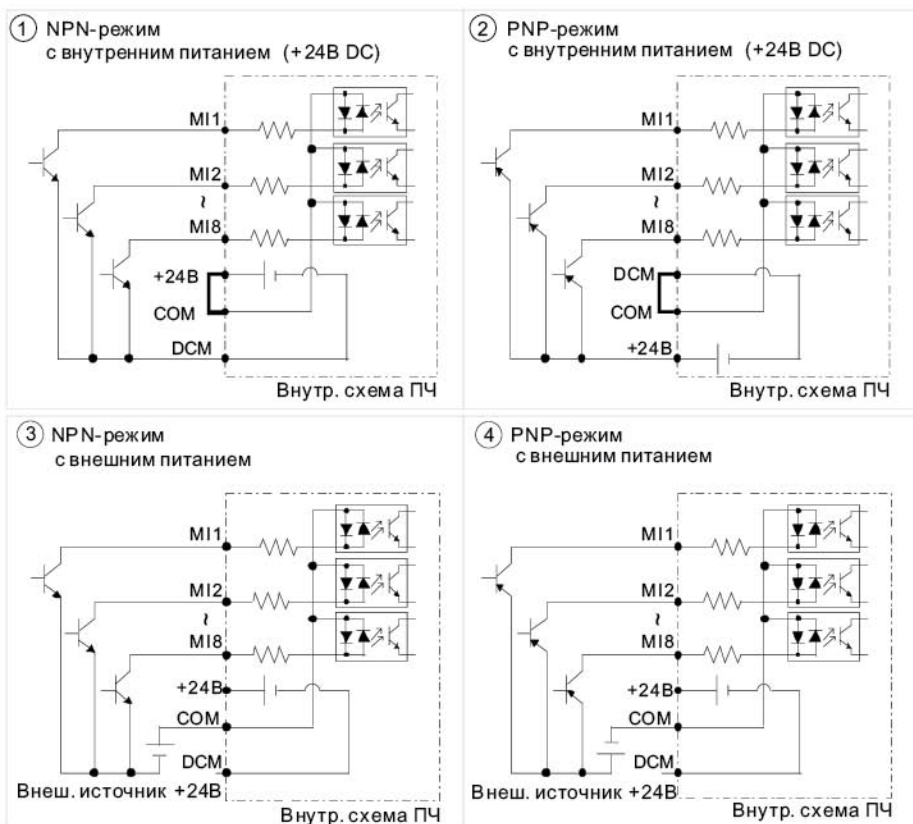 1 NPN-режим
с внутренним питанием (+24В DC)
MI1
MI2
~
MI8
+24В
COM
DCM
Внутр. схема ПЧ
2 PNP-режим
с внутренним питанием (+24В DC)
MI1
MI2
~
MI8
DCM
COM
+24В
Внутр. схема ПЧ
3 NPN-режим
с внешним питанием
MI1
MI2
~
MI8
+24В
COM
DCM
Внеш. источник +24В
Внутр. схема ПЧ
4 PNP-режим
с внешним питанием
MI1
MI2
~
MI8
+24В
COM
DCM
Внеш. источник +24В
Внутр. схема ПЧ